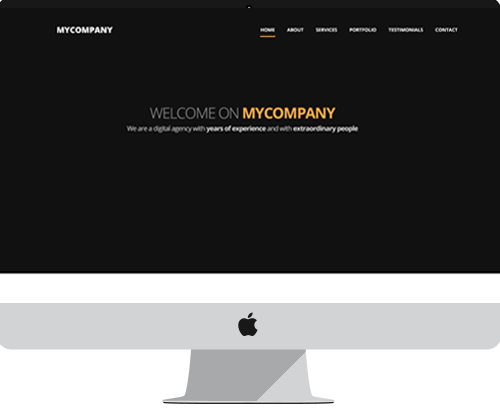 MYCOMPANY
HOME ABOUT SERVICES PORTFOLIO TESTIMONIALS CONTACT
WELCOME ON MYCOMPANY
We are a digital agency with years of experience and with extraordinary people